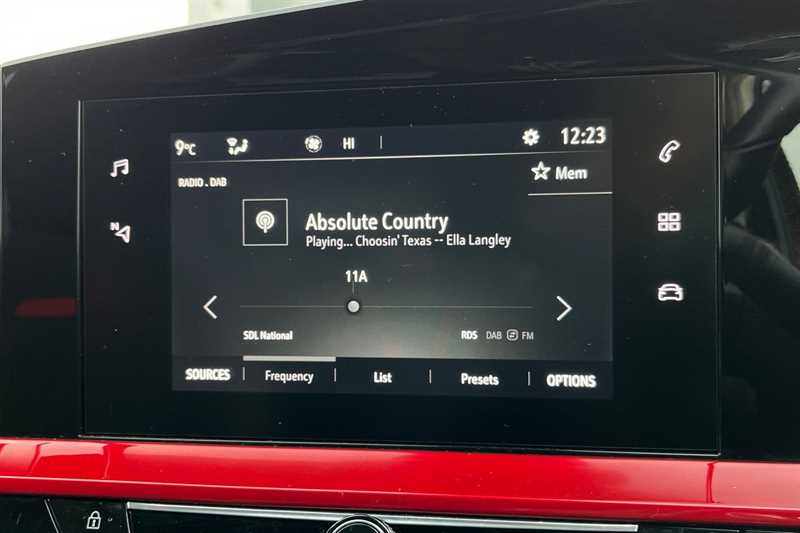 9°C HI 12:23
RADIO . DAB
Mem
Absolute Country
Playing... Choosin' Texas -- Ella Langley
N
11A
SDL National RDS DAB FM
SOURCES Frequency List Presets OPTIONS